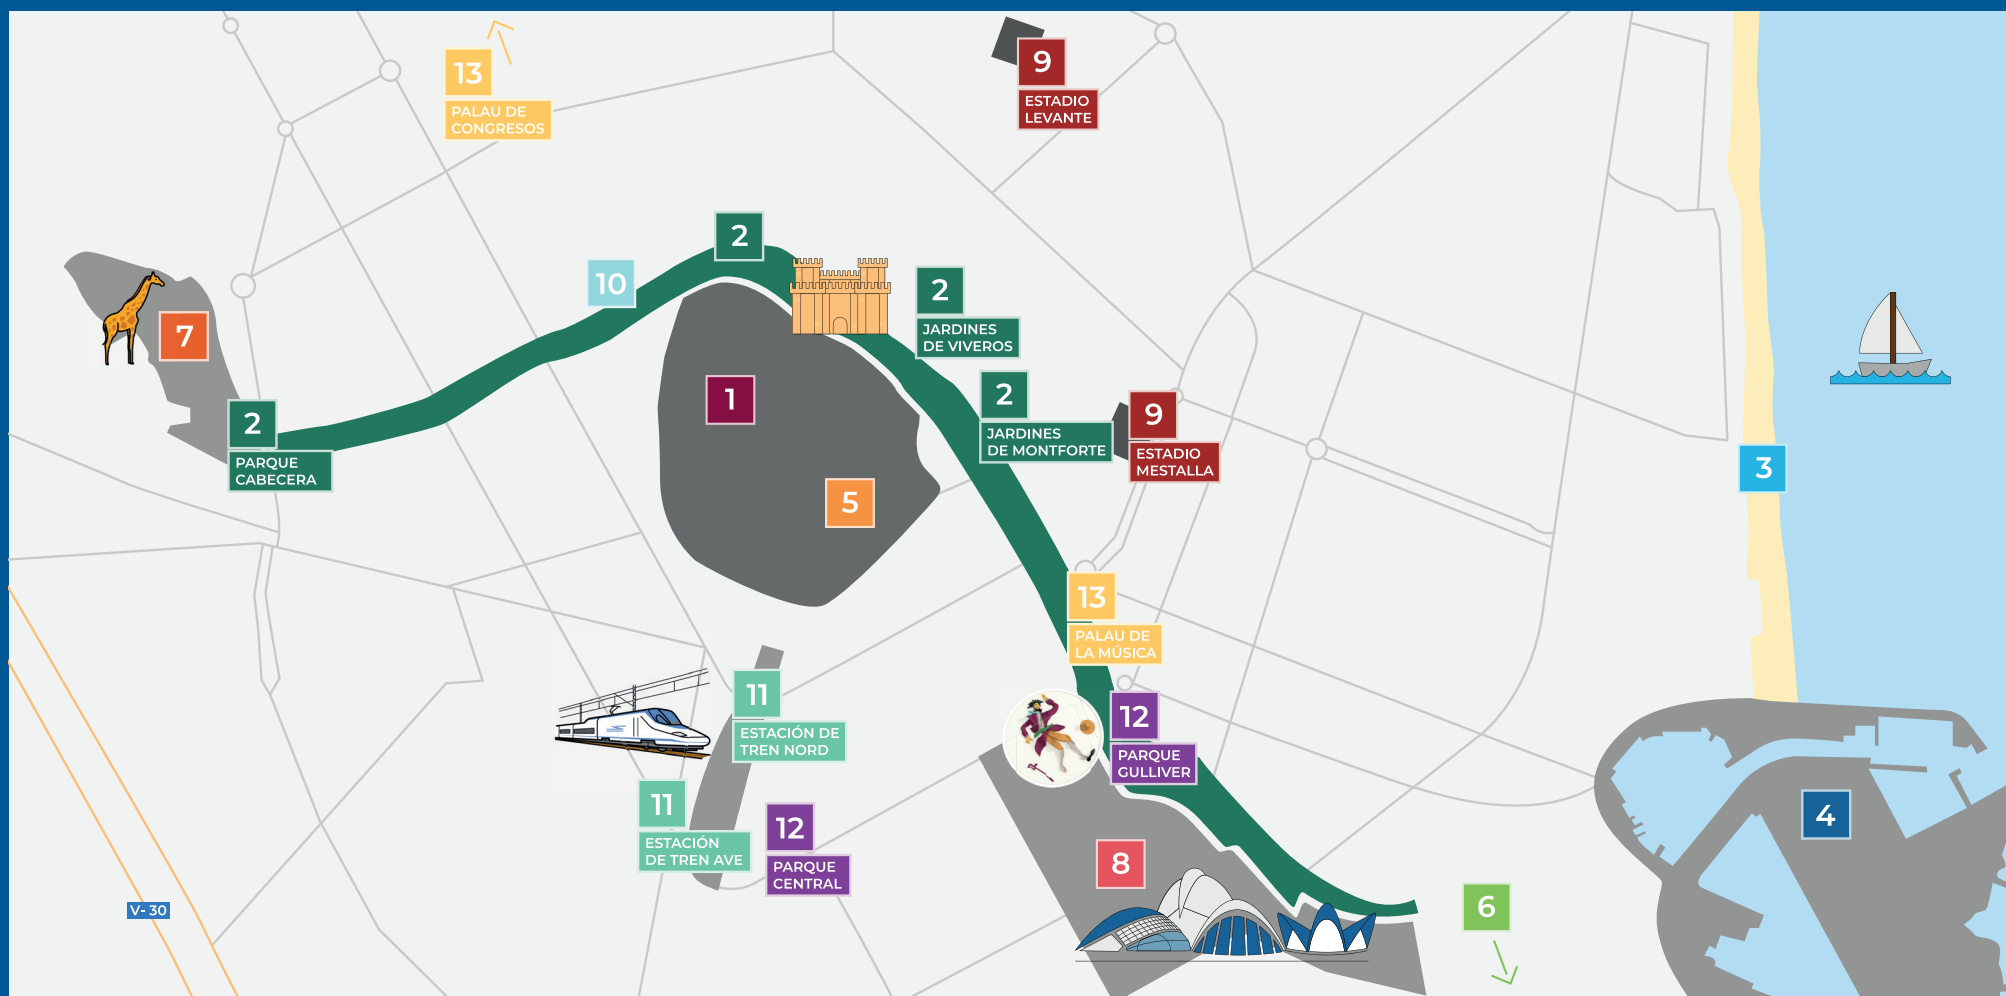 13
PALAU DE
CONGRESOS
9
ESTADIO
LEVANTE
2
10
2
JARDINES
DE VIVEROS
7
1
2
JARDINES
DE MONTFORTE
9
ESTADIO
MESTALLA
2
PARQUE
CABECERA
3
5
13
PALAU DE
LA MÚSICA
11
ESTACIÓN DE
TREN NORD
12
PARQUE
GULLIVER
11
ESTACIÓN
DE TREN AVE
12
PARQUE
CENTRAL
4
8
6
V-30